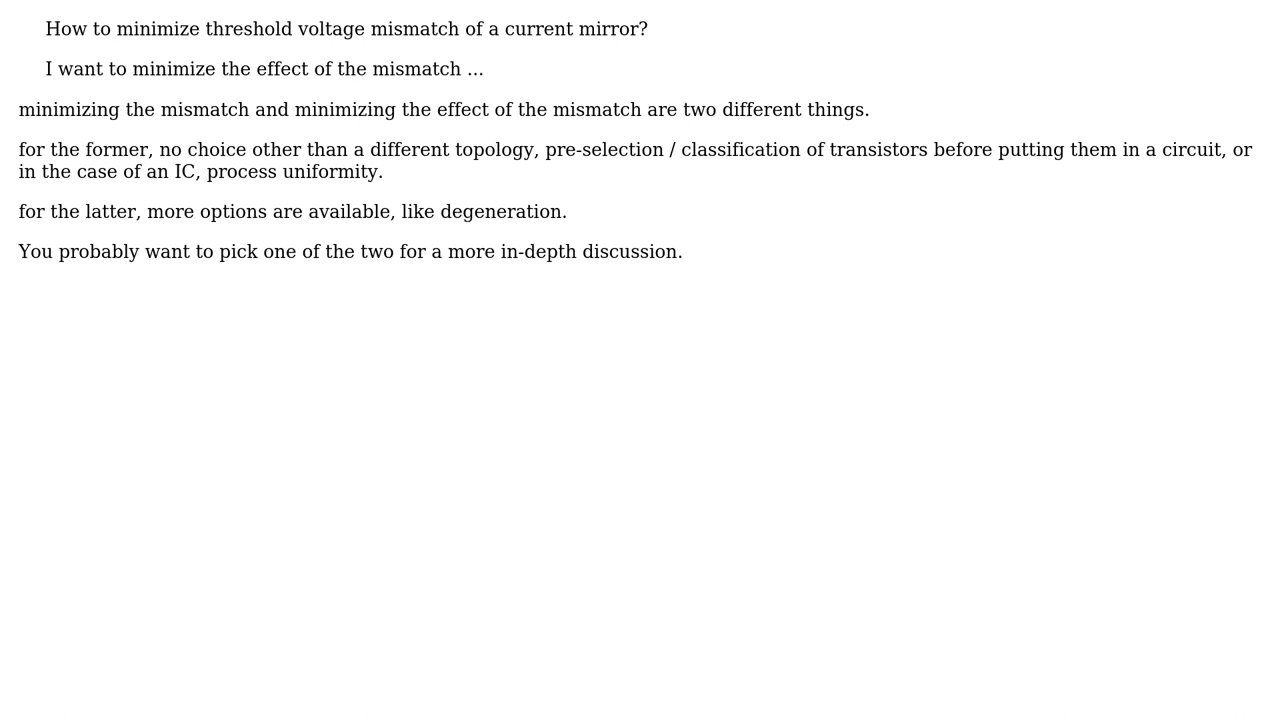 How to minimize threshold voltage mismatch of a current mirror?
I want to minimize the effect of the mismatch ...
minimizing the mismatch and minimizing the effect of the mismatch are two different things.
for the former, no choice other than a different topology, pre-selection / classification of transistors before putting them in a circuit, or
in the case of an IC, process uniformity.
for the latter, more options are available, like degeneration.
You probably want to pick one of the two for a more in-depth discussion.